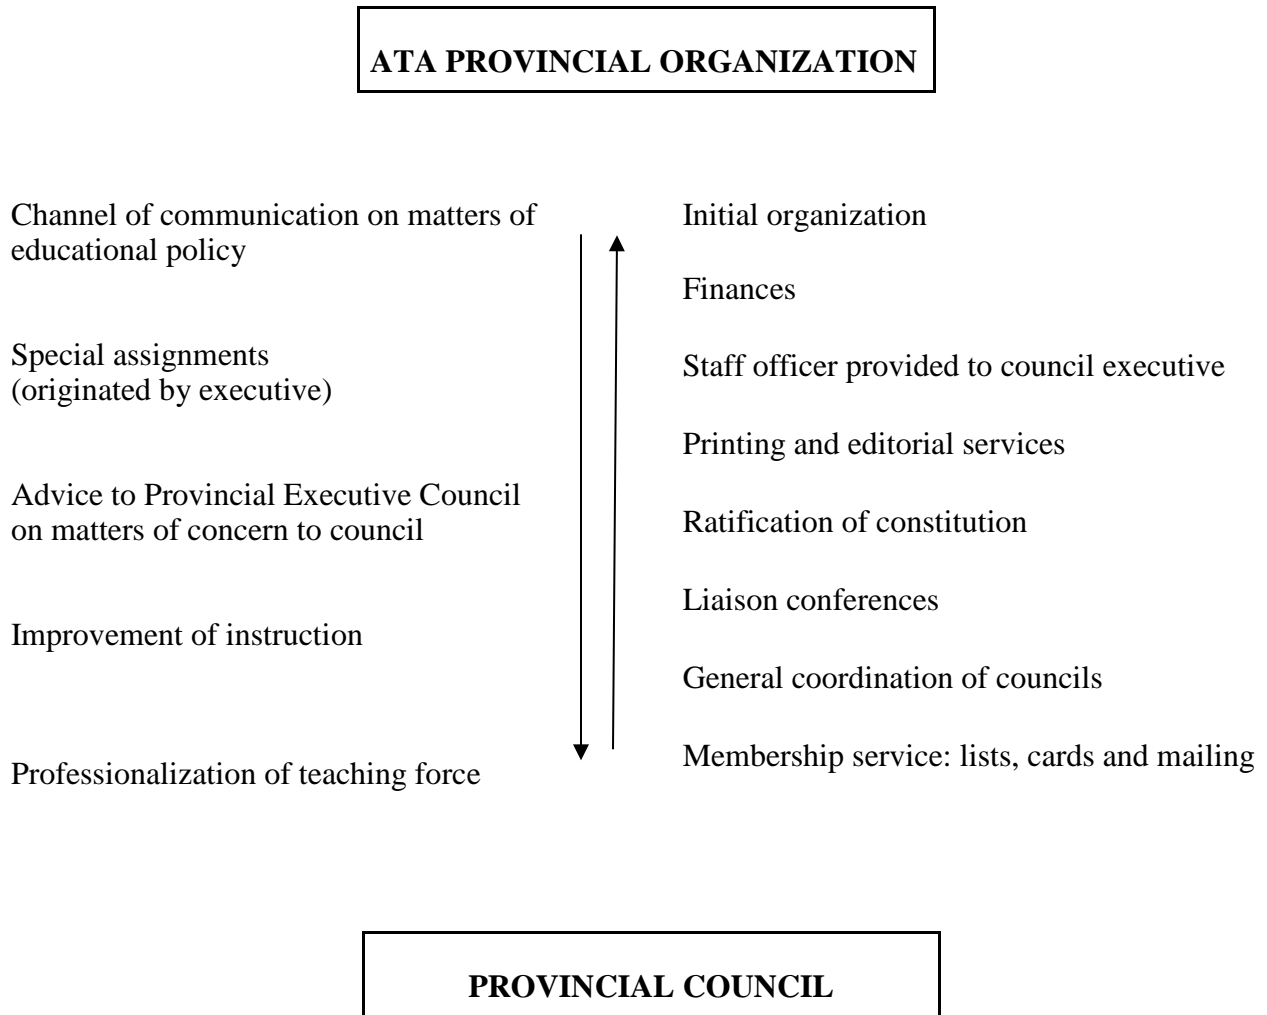 ATA PROVINCIAL ORGANIZATION
Channel of communication on matters of
educational policy
Special assignments
(originated by executive)
Advice to Provincial Executive Council
on matters of concern to council
Improvement of instruction
Professionalization of teaching force
Initial organization
Finances
Staff officer provided to council executive
Printing and editorial services
Ratification of constitution
Liaison conferences
General coordination of councils
Membership service: lists, cards and mailing
PROVINCIAL COUNCIL